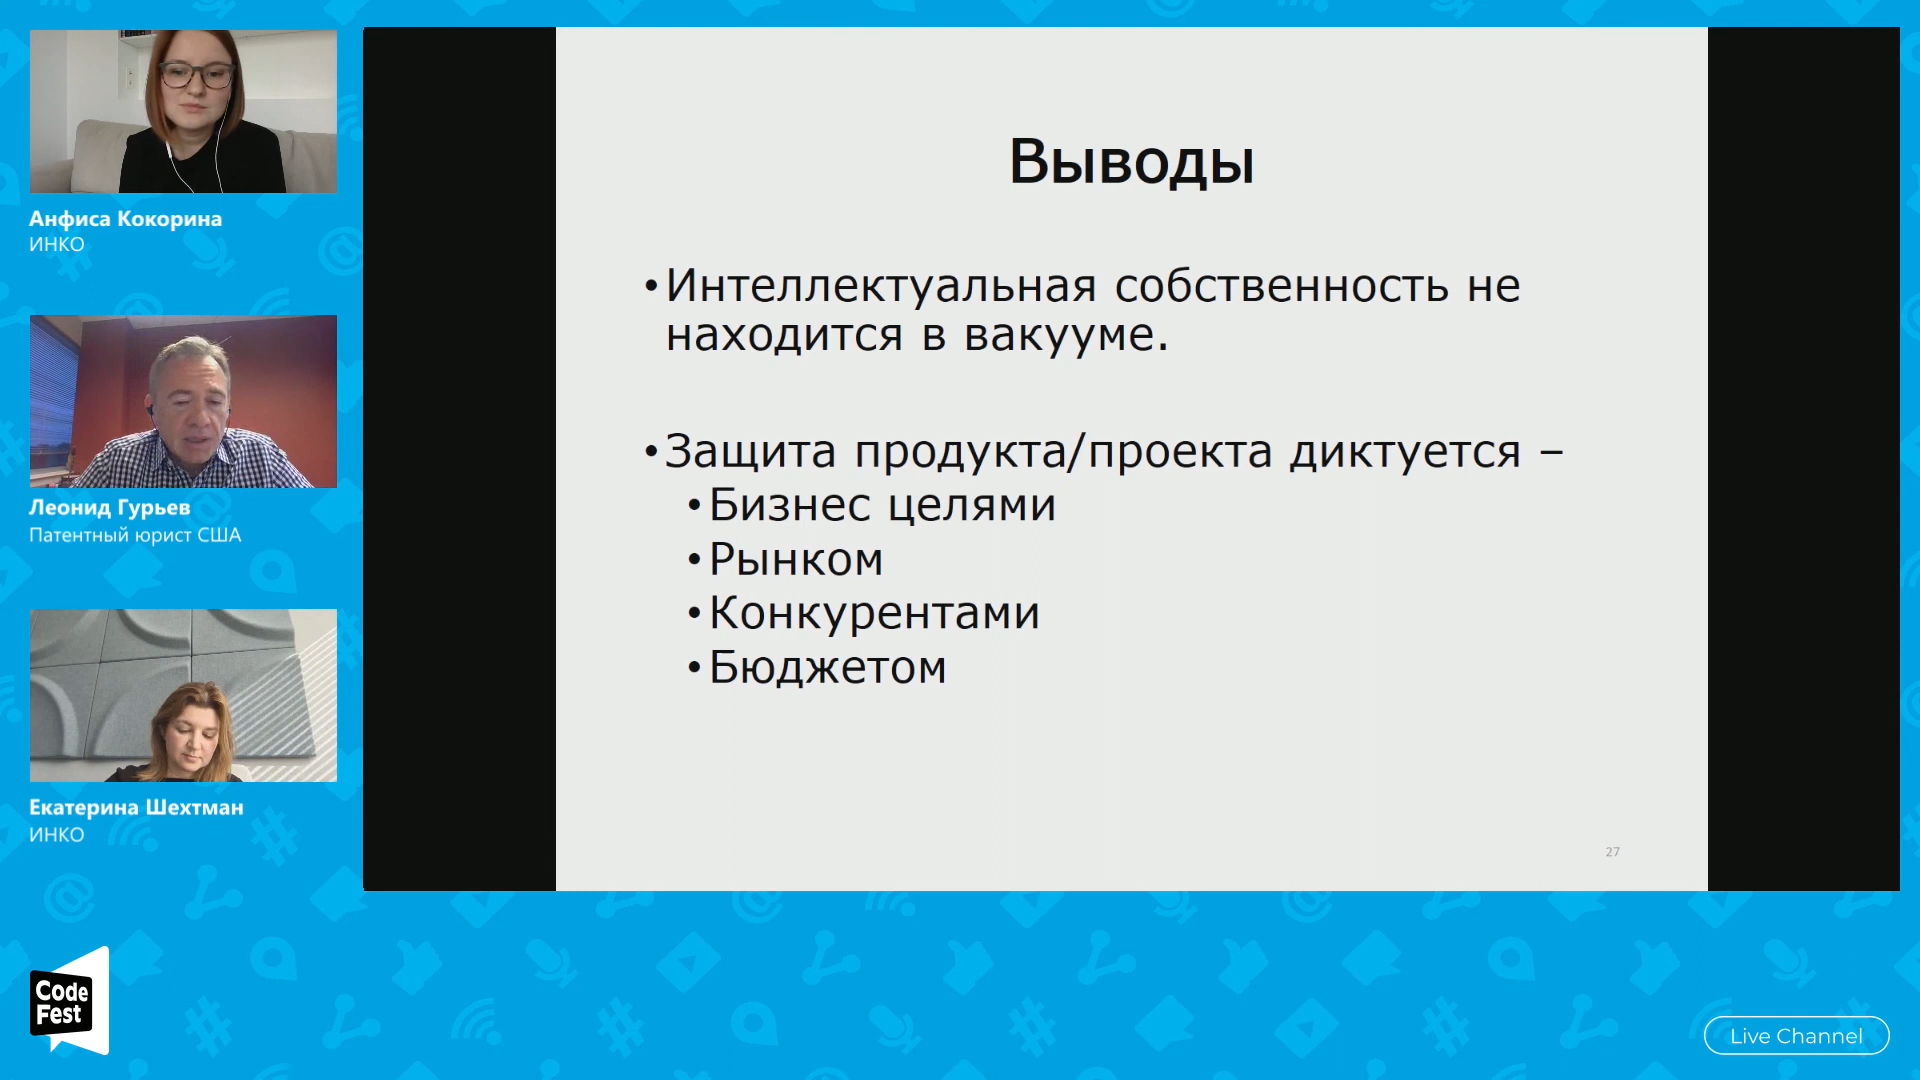 Анфиса Кокорина
ИНКО
Леонид Гурьев
Патентный юрист США
Екатерина Шехтман
ИНКО
Выводы
•Интеллектуальная собственность не
находится в вакууме.
•Защита продукта/проекта диктуется –
•Бизнес целями
•Рынком
•Конкурентами
•Бюджетом
27
Code
Fest
Live Channel